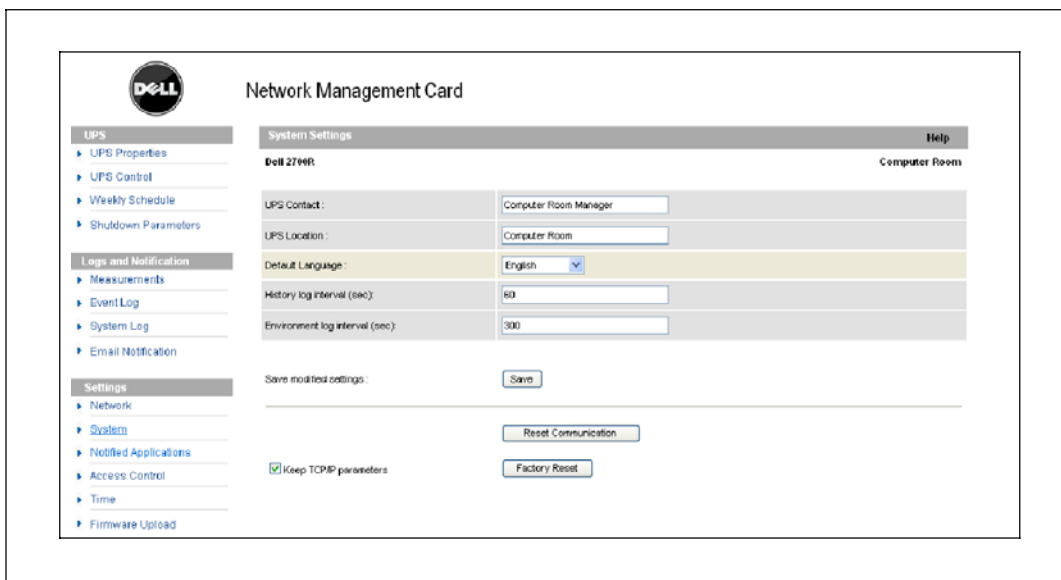 DELL
Network Management Card
UPS
UPS Properties
UPS Control
Weekly Schedule
Shutdown Parameters
Logs and Notification
Measurements
Event Log
System Log
Email Notification
Settings
Network
System
Notified Applications
Access Control
Time
Firmware Upload
System Settings Help
Dell 2700R Computer Room
UPS Contact : Computer Room Manager
UPS Location : Computer Room
Default Language : English
History log interval (sec): 60
Environment log interval (sec): 300
Save modified settings : Save
Reset Communication
Keep TCP/IP parameters Factory Reset